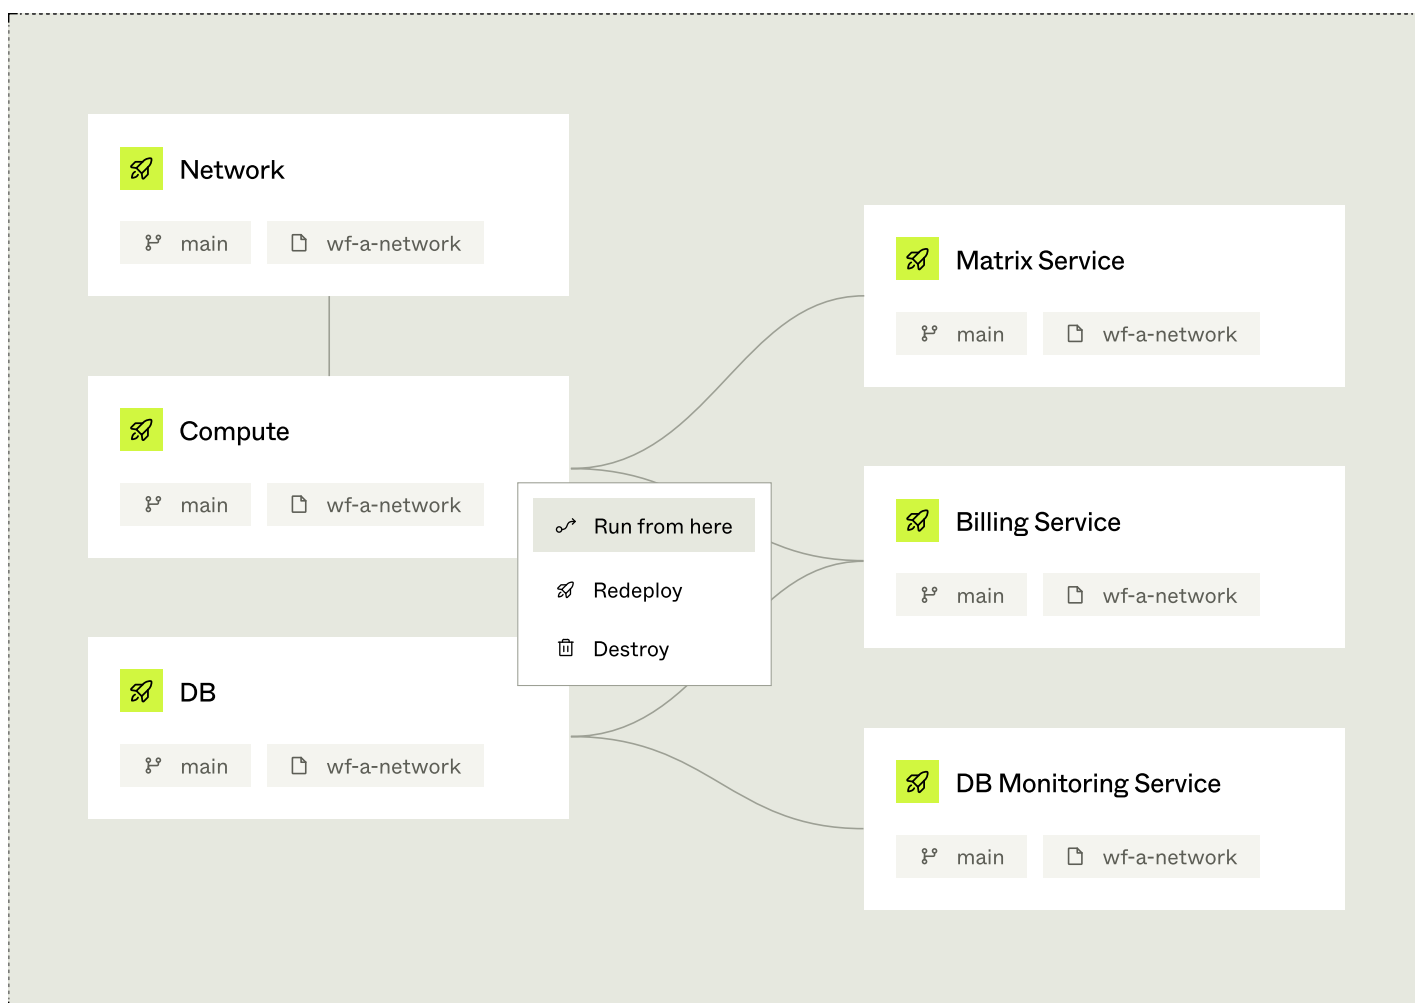 Network
main
wf-a-network
Compute
main
wf-a-network
DB
main
wf-a-network
Run from here
Redeploy
Destroy
Matrix Service
main
wf-a-network
Billing Service
main
wf-a-network
DB Monitoring Service
main
wf-a-network